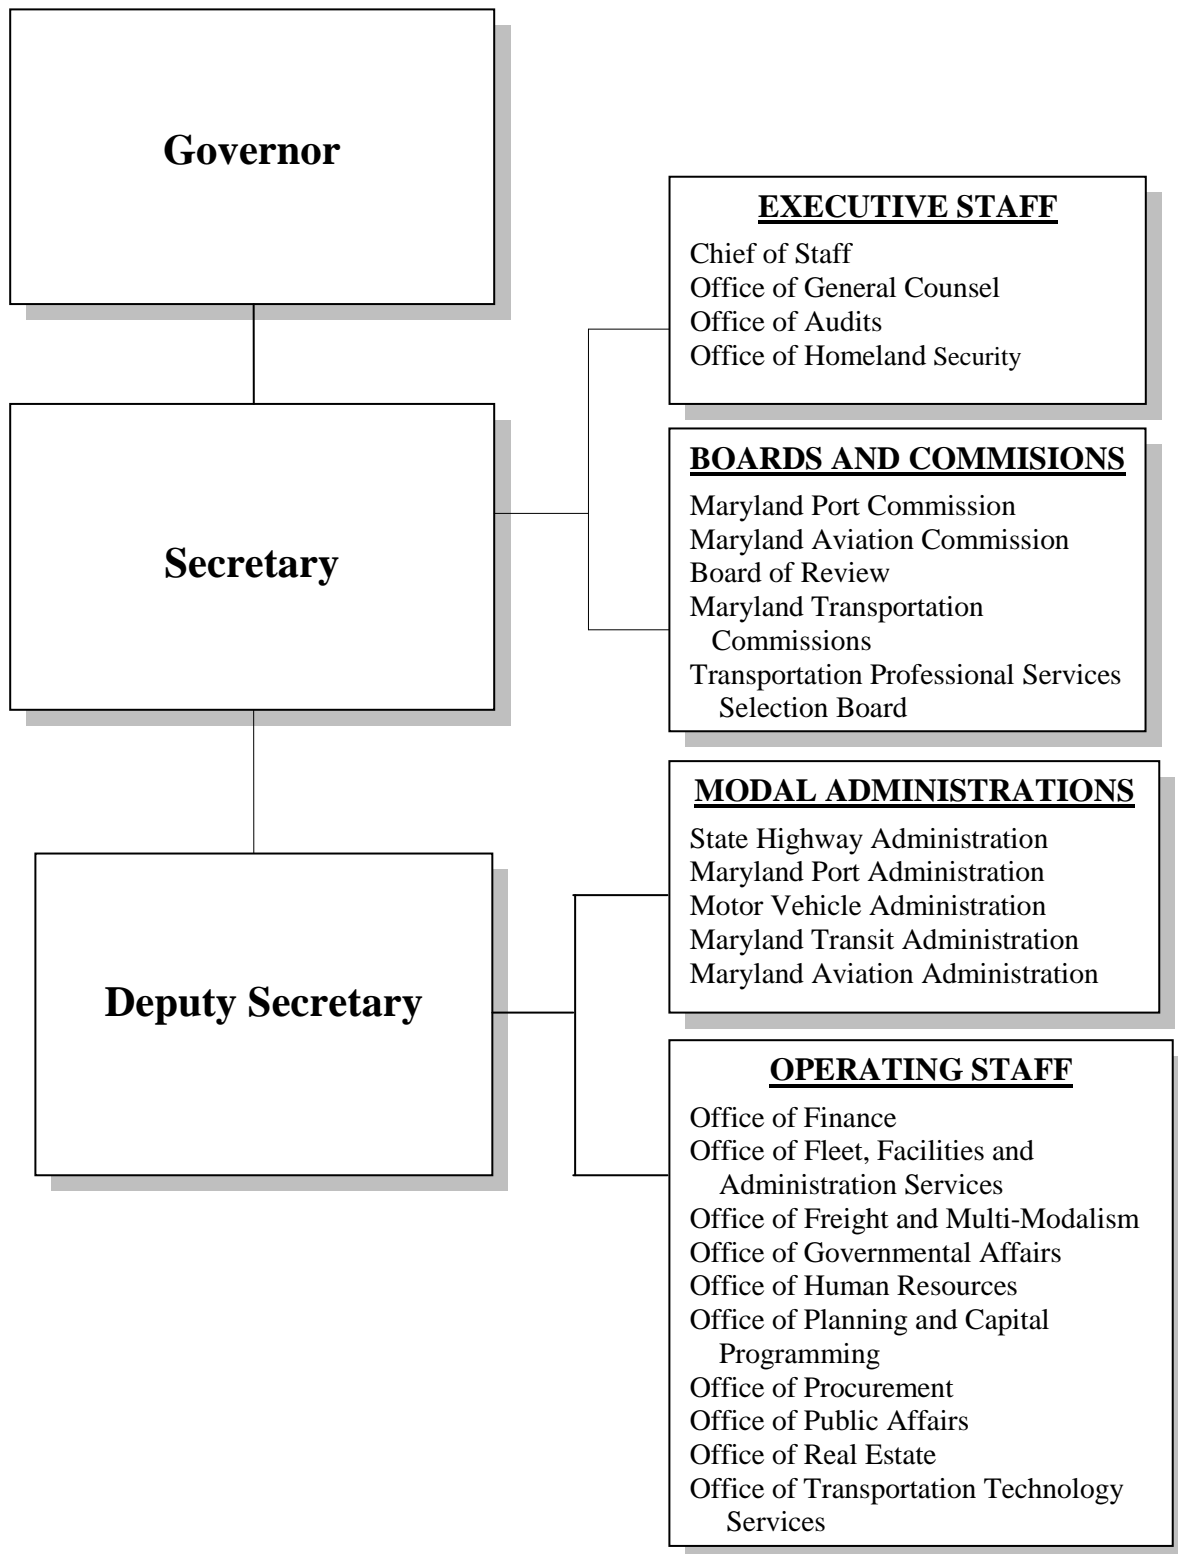 Governor
EXECUTIVE STAFF
Chief of Staff
Office of General Counsel
Office of Audits
Office of Homeland Security
Secretary
BOARDS AND COMMISIONS
Maryland Port Commission
Maryland Aviation Commission
Board of Review
Maryland Transportation
Commissions
Transportation Professional Services
Selection Board
Deputy Secretary
MODAL ADMINISTRATIONS
State Highway Administration
Maryland Port Administration
Motor Vehicle Administration
Maryland Transit Administration
Maryland Aviation Administration
OPERATING STAFF
Office of Finance
Office of Fleet, Facilities and
Administration Services
Office of Freight and Multi-Modalism
Office of Governmental Affairs
Office of Human Resources
Office of Planning and Capital
Programming
Office of Procurement
Office of Public Affairs
Office of Real Estate
Office of Transportation Technology
Services